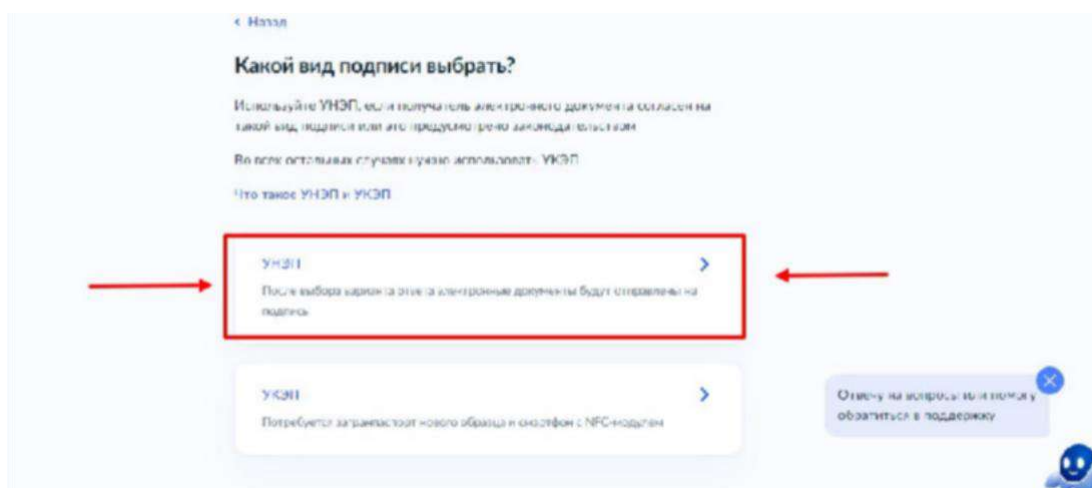 Назад
Какой вид подписи выбрать?
Используйте УНЭП, если получатель электронного документа согласен на
такой вид подписи или это предусмотрено законодательством
Во всех остальных случаях нужно использовать УКЭП
Что такое УНЭП и УКЭП
УНЭП
После выбора варианта ответа электронные документы будут отправлены на
подпись
УКЭП
Потребуется загранпаспорт нового образца и смартфон с NFC-модулем
Отвечу на вопросы или помогу
обратиться в поддержку